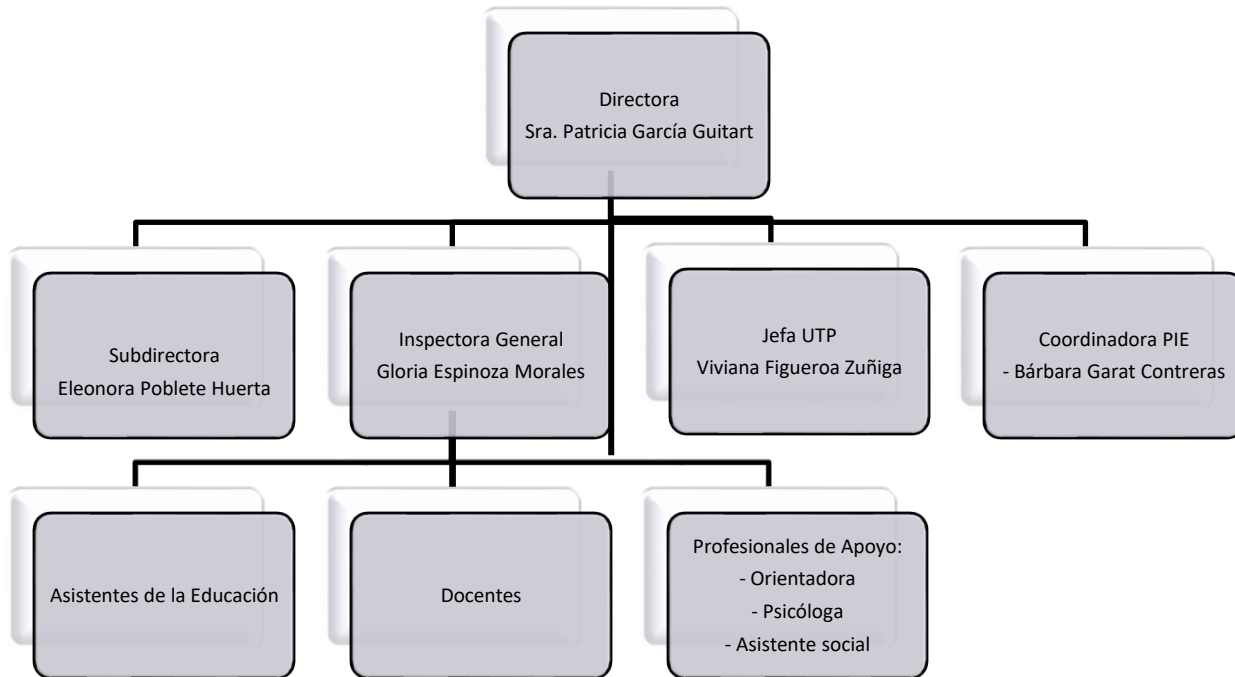 Directora
Sra. Patricia García Guitart
Subdirectora
Eleonora Poblete Huerta
Inspectora General
Gloria Espinoza Morales
Jefa UTP
Viviana Figueroa Zuñiga
Coordinadora PIE
- Bárbara Garat Contreras
Asistentes de la Educación
Docentes
Profesionales de Apoyo:
- Orientadora
- Psicóloga
- Asistente social